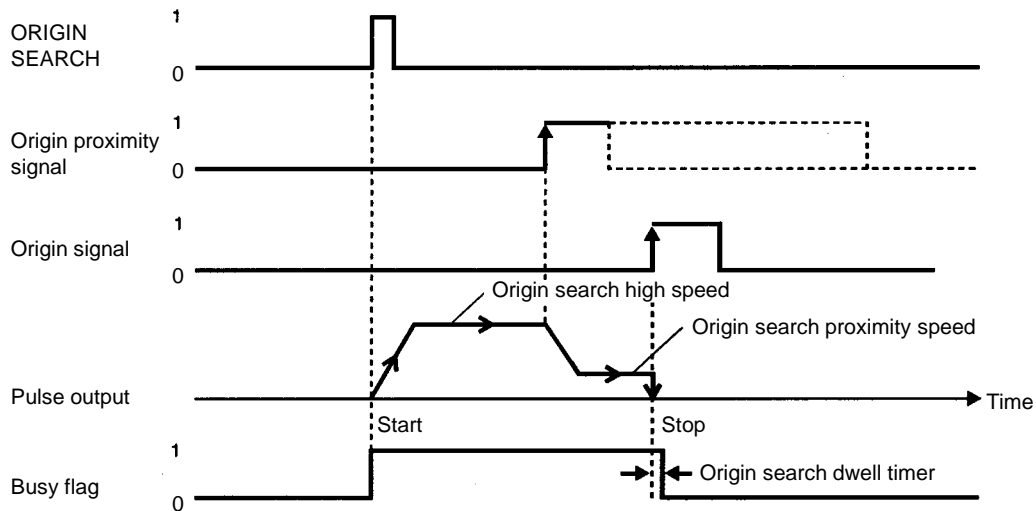 ORIGIN
SEARCH
1
0
Origin proximity
signal
1
0
Origin signal
1
0
Origin search high speed
Origin search proximity speed
Pulse output
Time
Start
Stop
Busy flag
1
0
Origin search dwell timer